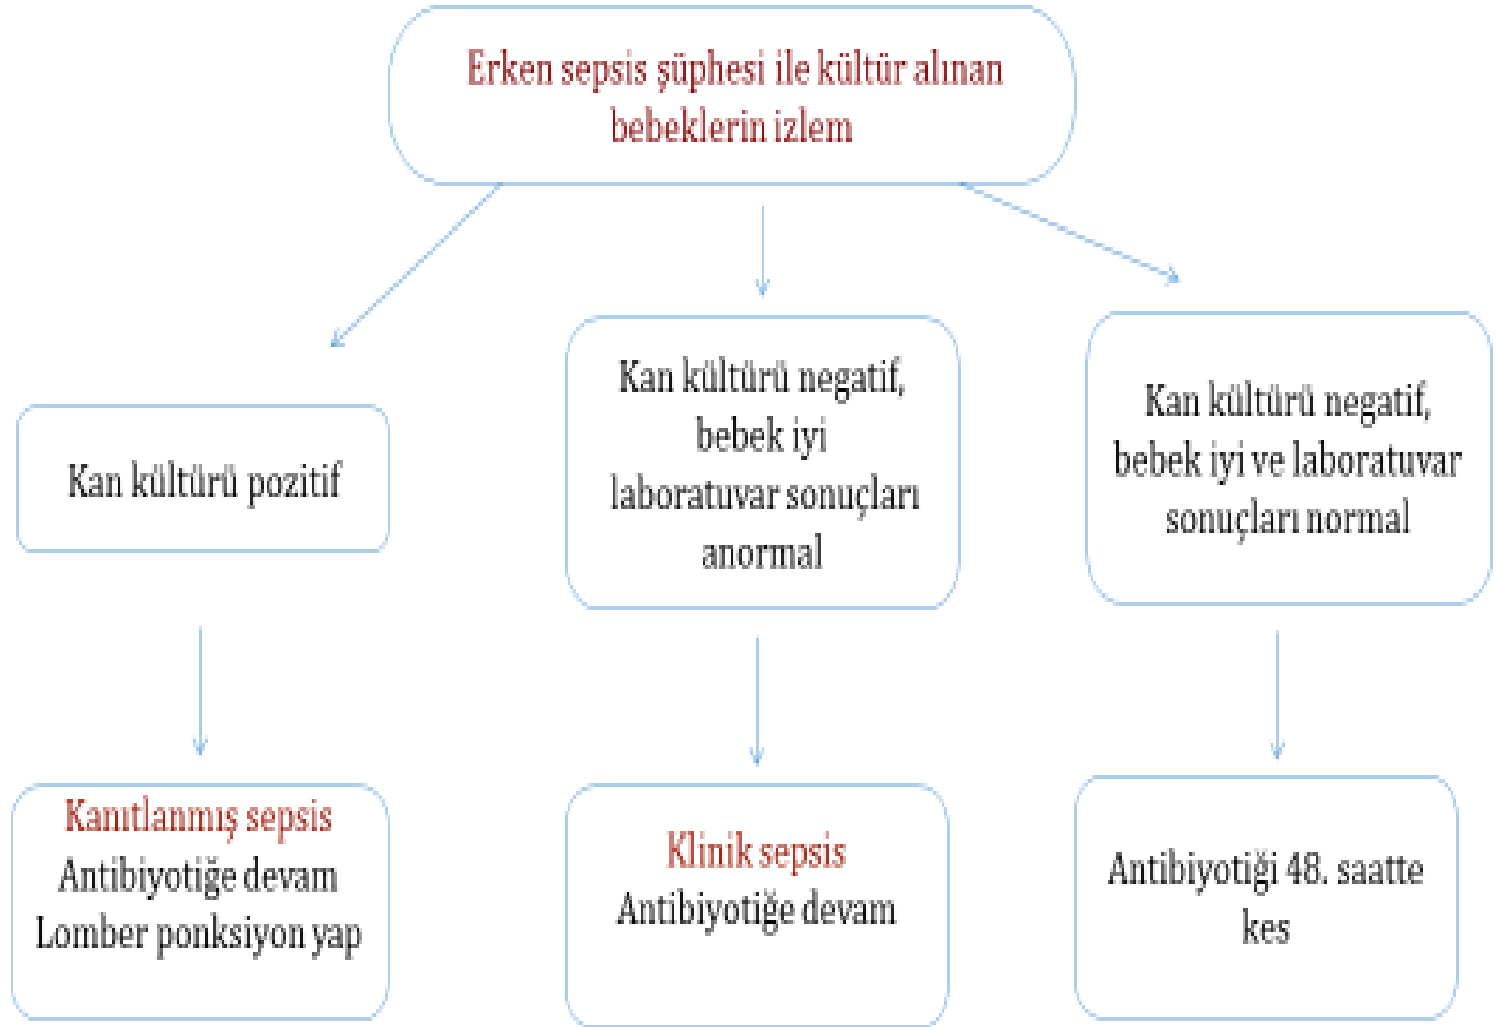 Erken sepsis şüphesi ile kültür alınan
bebeklerin izlem
Kan kültürü pozitif
Kan kültürü negatif,
bebek iyi
laboratuvar sonuçları
anormal
Kan kültürü negatif,
bebek iyi ve laboratuvar
sonuçları normal
Kanıtlanmış sepsis
Antibiyotiğe devam
Lomber ponksiyon yap
Klinik sepsis
Antibiyotiğe devam
Antibiyotiği 48. saatte
kes